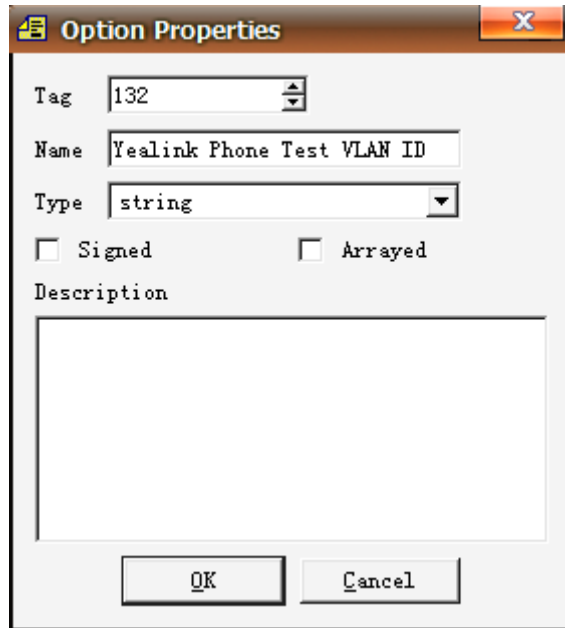 Option Properties
Tag 132
Name Yealink Phone Test VLAN ID
Type string
Signed Arrayed
Description
OK Cancel